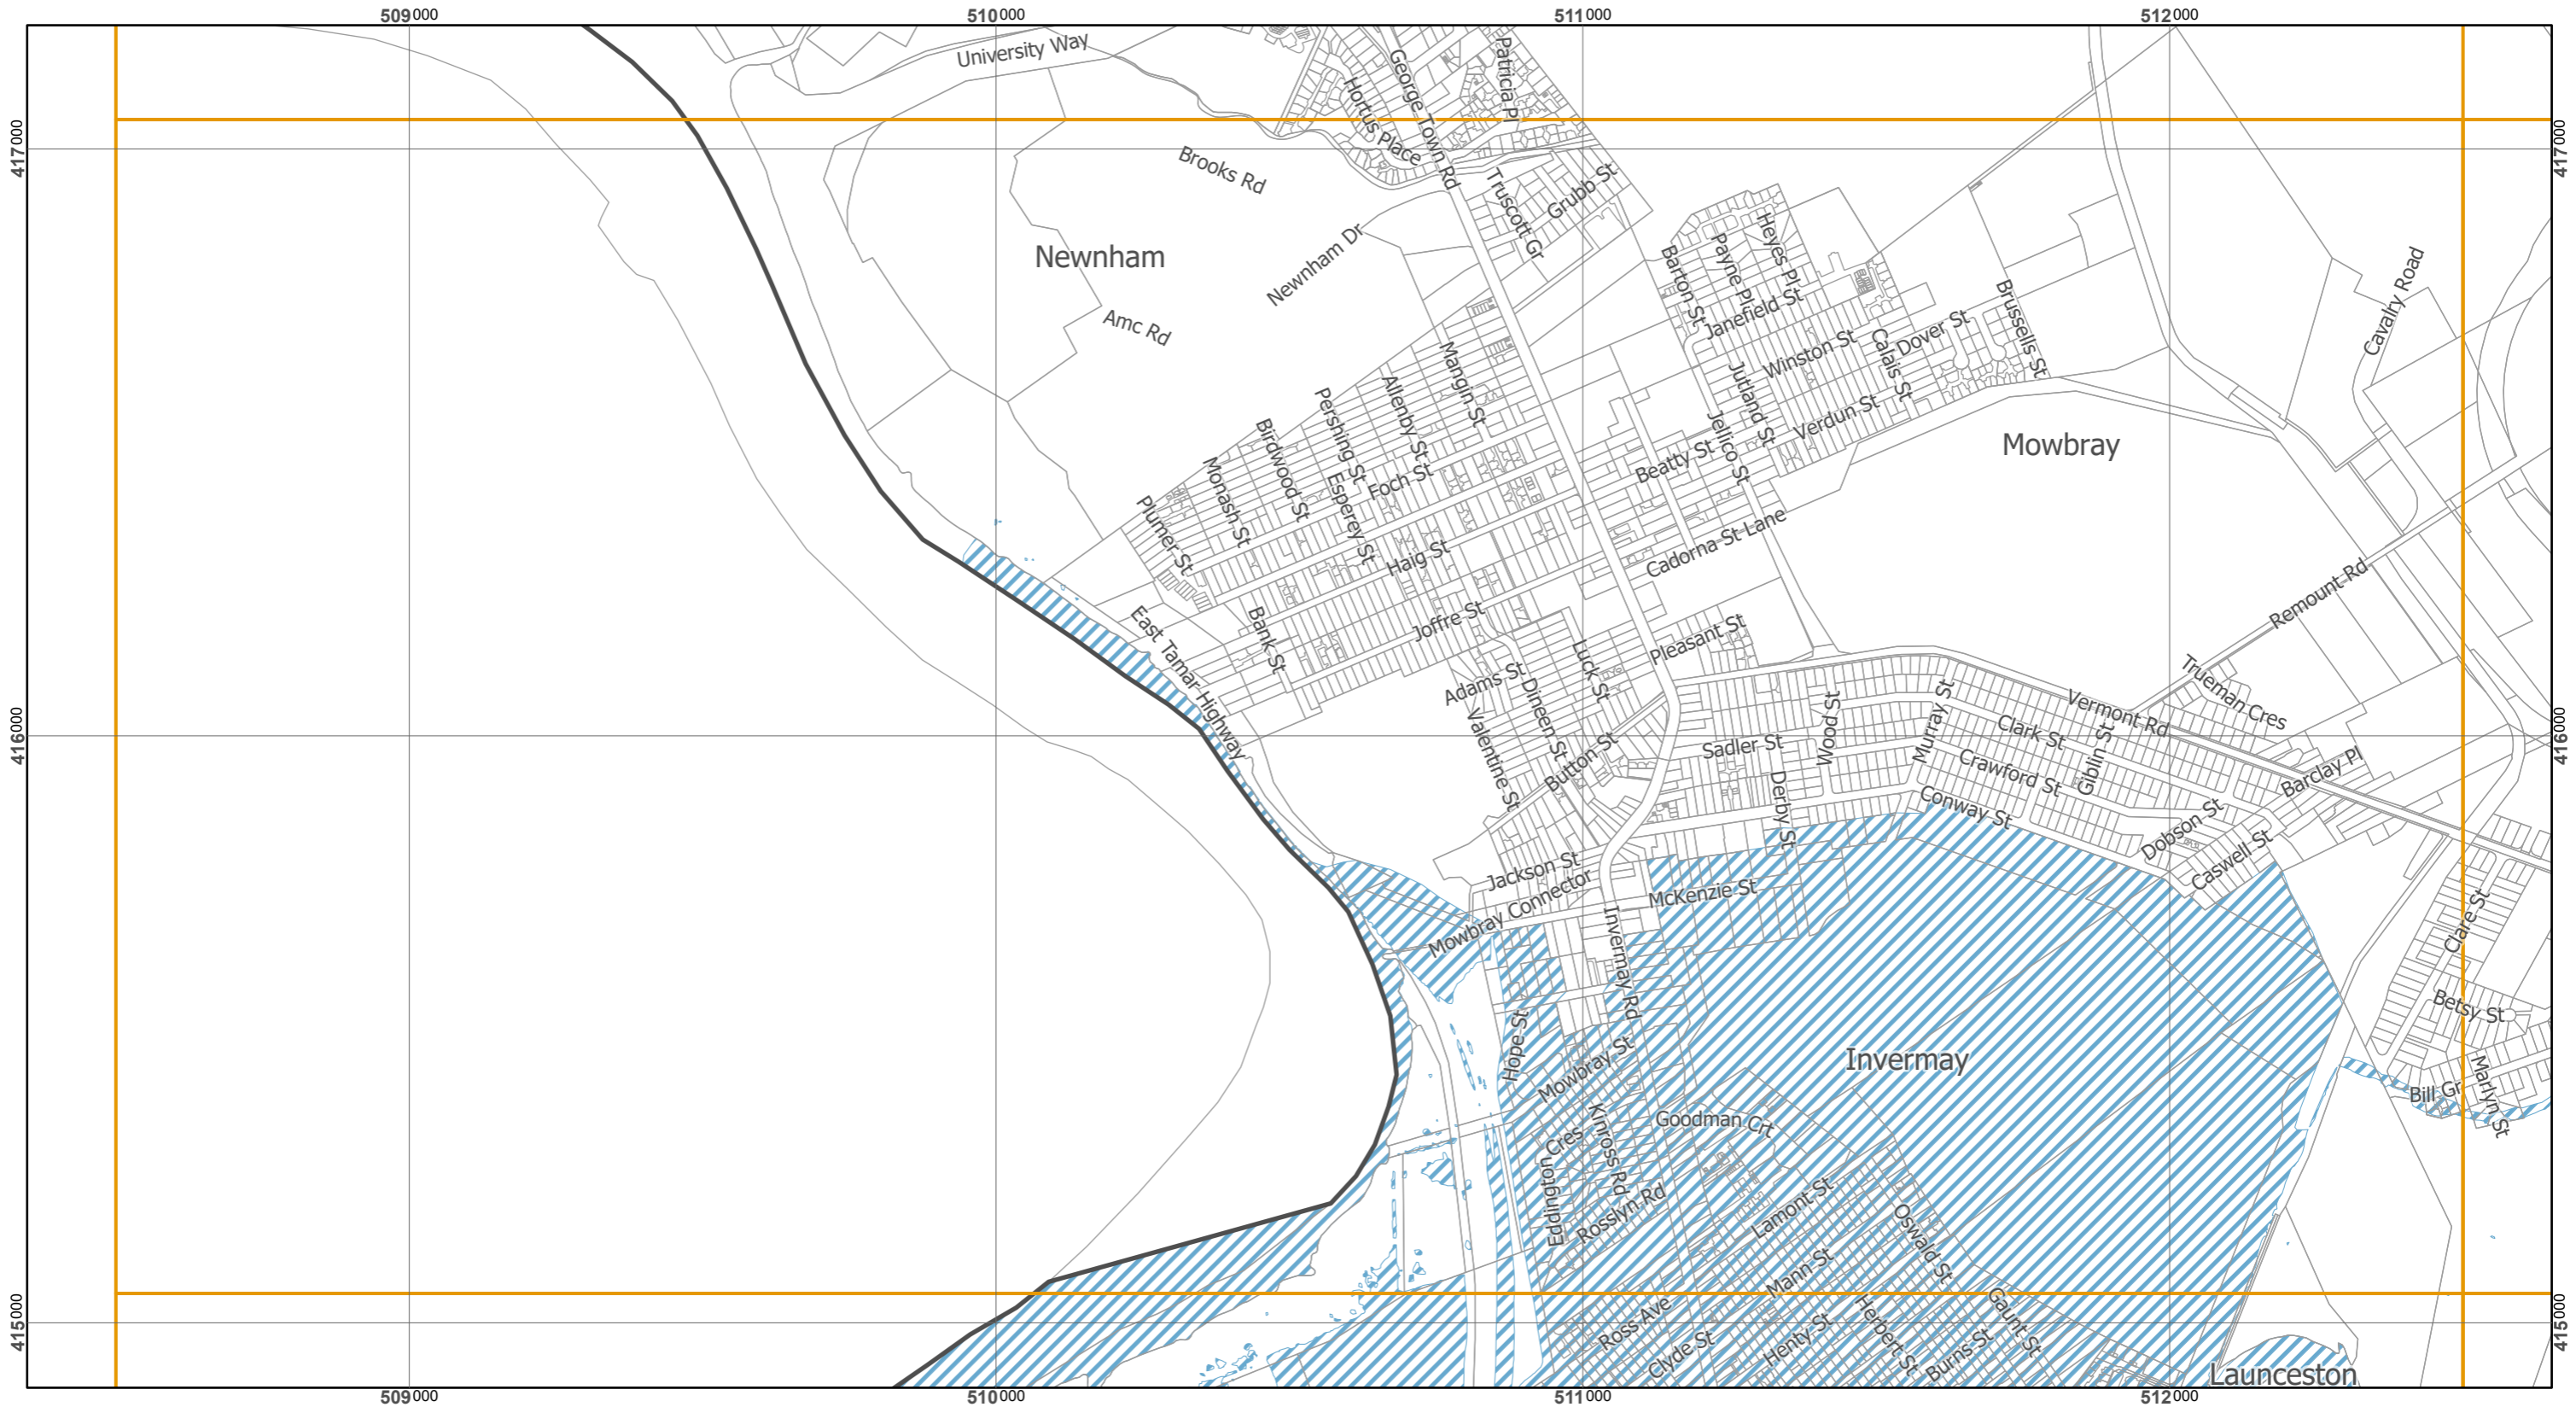 509000
510000
511000
512000
University Way
George Town Rd
Patricia Pl
Hortus Place
417000
417000
Brooks Rd
Truscott Gr
Grubb St
Newnham
Newnham Dr
Barton St
Payne Pl
Heyes Pl
Cavalry Road
Amc Rd
Janefield St
Brussells St
Dover St
Winston St
Calais St
Mangin St
Allenby St
Jutland St
Pershing St
Birdwood St
Verdun St
Jellico St
Mowbray
Monash St
Beatty St
Foch St
Esperey St
Plumer St
Cadorna St Lane
Haig St
Remount Rd
East Tamar Highway
Bank St
Joffre St
Pleasant St
Luck St
Adams St
Dineen St
Trueman Cres
Vermont Rd
Valentine St
Wood St
Murray St
Clark St
Giblin St
416000
416000
Sadler St
Button St
Crawford St
Barclay Pl
Derby St
Conway St
Dobson St
Caswell St
Jackson St
McKenzie St
Mowbray Connector
Invermay Rd
Clare St
Betsy St
Hope St
Mowbray St
Invermay
Marlyn St
Bill Gr
Kinross Rd
Goodman Crt
Eddington Cres
Rosslyn Rd
Lamont St
Oswald St
Mann St
Gaunt St
415000
415000
Ross Ave
Clyde St
Henty St
Herbert St
Burns St
Launceston
509000
510000
511000
512000